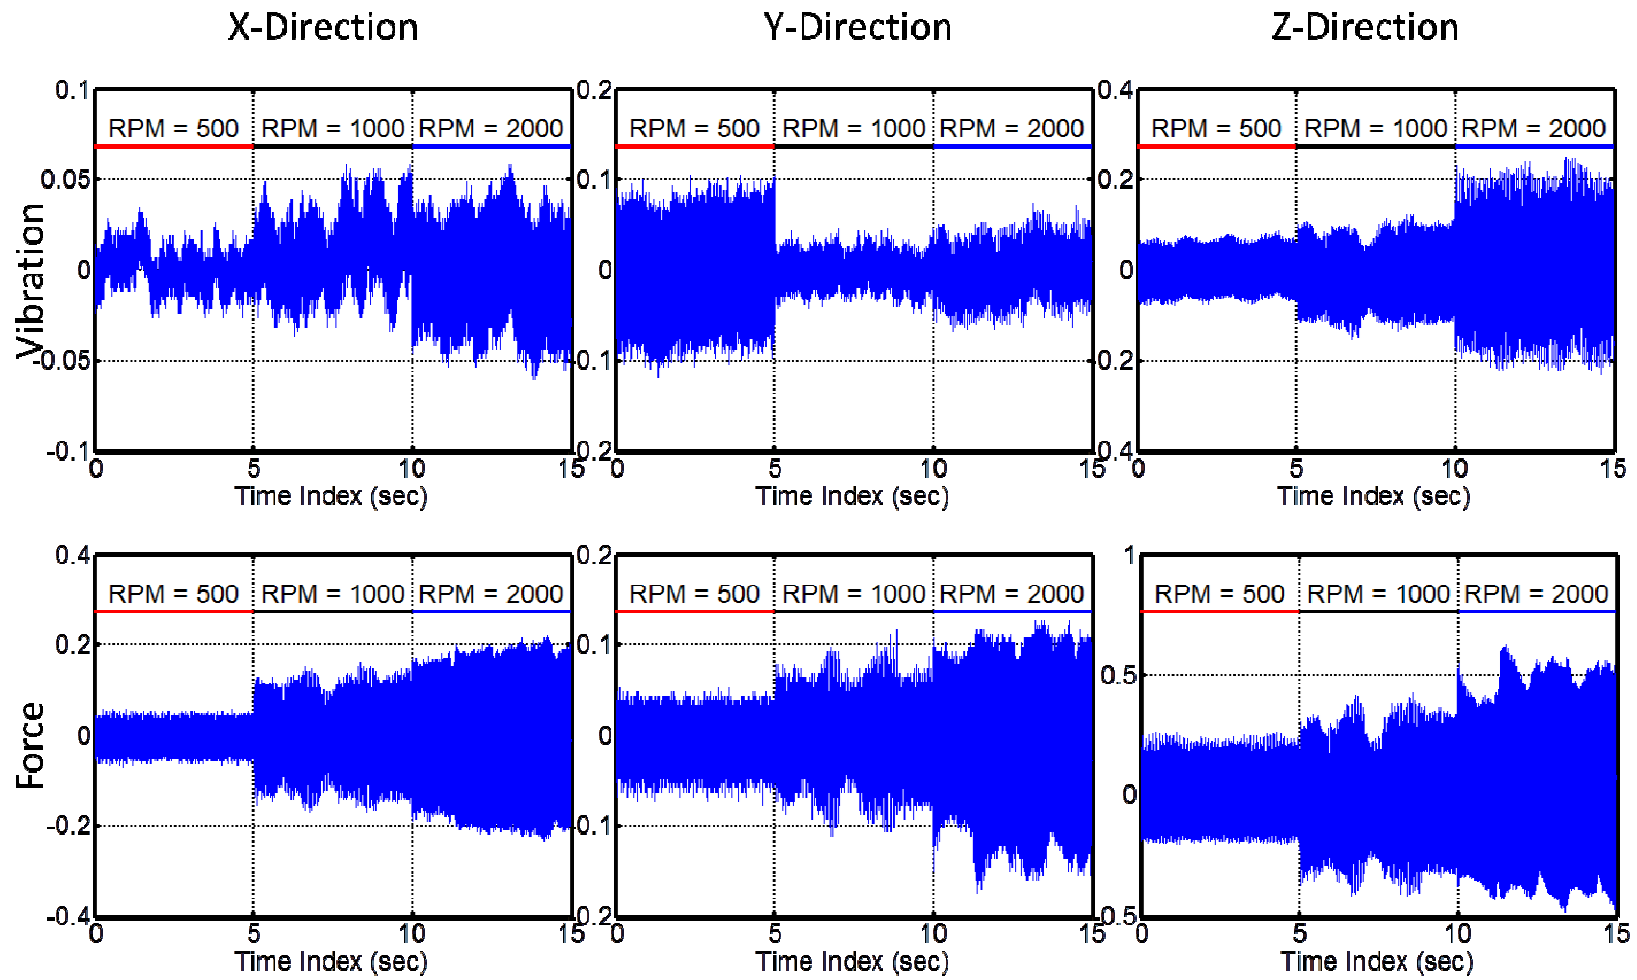 X-Direction Y-Direction Z-Direction
0.1 0.2 0.4
RPM = 500 RPM = 1000 RPM = 2000 RPM = 500 RPM = 1000 RPM = 2000 RPM = 500 RPM = 1000 RPM = 2000
0.05 0.1 0.2
Vibration
0 0 0
-0.05 0.1 0.2
-0.1 0.2 0.4
0 5 10 15 0 5 10 15 0 5 10 15
Time Index (sec) Time Index (sec) Time Index (sec)
0.4 0.2 1
RPM = 500 RPM = 1000 RPM = 2000 RPM = 500 RPM = 1000 RPM = 2000 RPM = 500 RPM = 1000 RPM = 2000
0.2 0.1 0.5
Force
0 0 0
-0.2 0.1
-0.4 0.2 0.5
0 5 10 15 0 5 10 15 0 5 10 15
Time Index (sec) Time Index (sec) Time Index (sec)